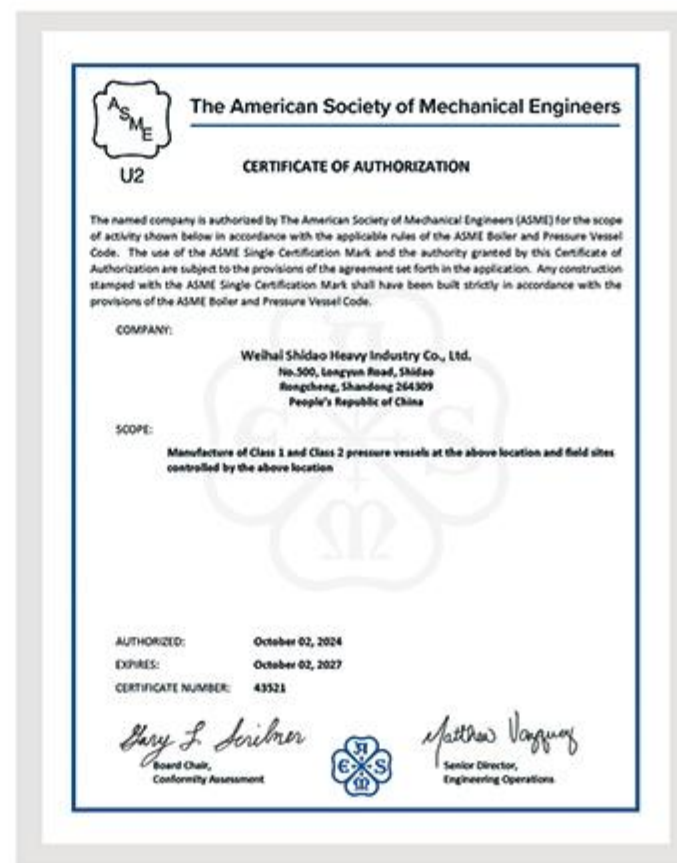 ASME
The American Society of Mechanical Engineers
U2
CERTIFICATE OF AUTHORIZATION
The named company is authorized by The American Society of Mechanical Engineers (ASME) for the scope
of activity shown below in accordance with the applicable rules of the ASME Boiler and Pressure Vessel
Code. The use of the ASME Single Certification Mark and the authority granted by this Certificate of
Authorization are subject to the provisions of the agreement set forth in the application. Any construction
stamped with the ASME Single Certification Mark shall have been built strictly in accordance with the
provisions of the ASME Boiler and Pressure Vessel Code.
COMPANY:
Weihai Shidao Heavy Industry Co., Ltd.
No.500, Longyun Road, Shidao
Rongcheng, Shandong 264309
People's Republic of China
SCOPE:
Manufacture of Class 1 and Class 2 pressure vessels at the above location and field sites
controlled by the above location
AUTHORIZED: October 02, 2024
EXPIRES: October 02, 2027
CERTIFICATE NUMBER: 43521
Gary L. Scribner
Matthew Vazquez
Board Chair,
Conformity Assessment
Senior Director,
Engineering Operations